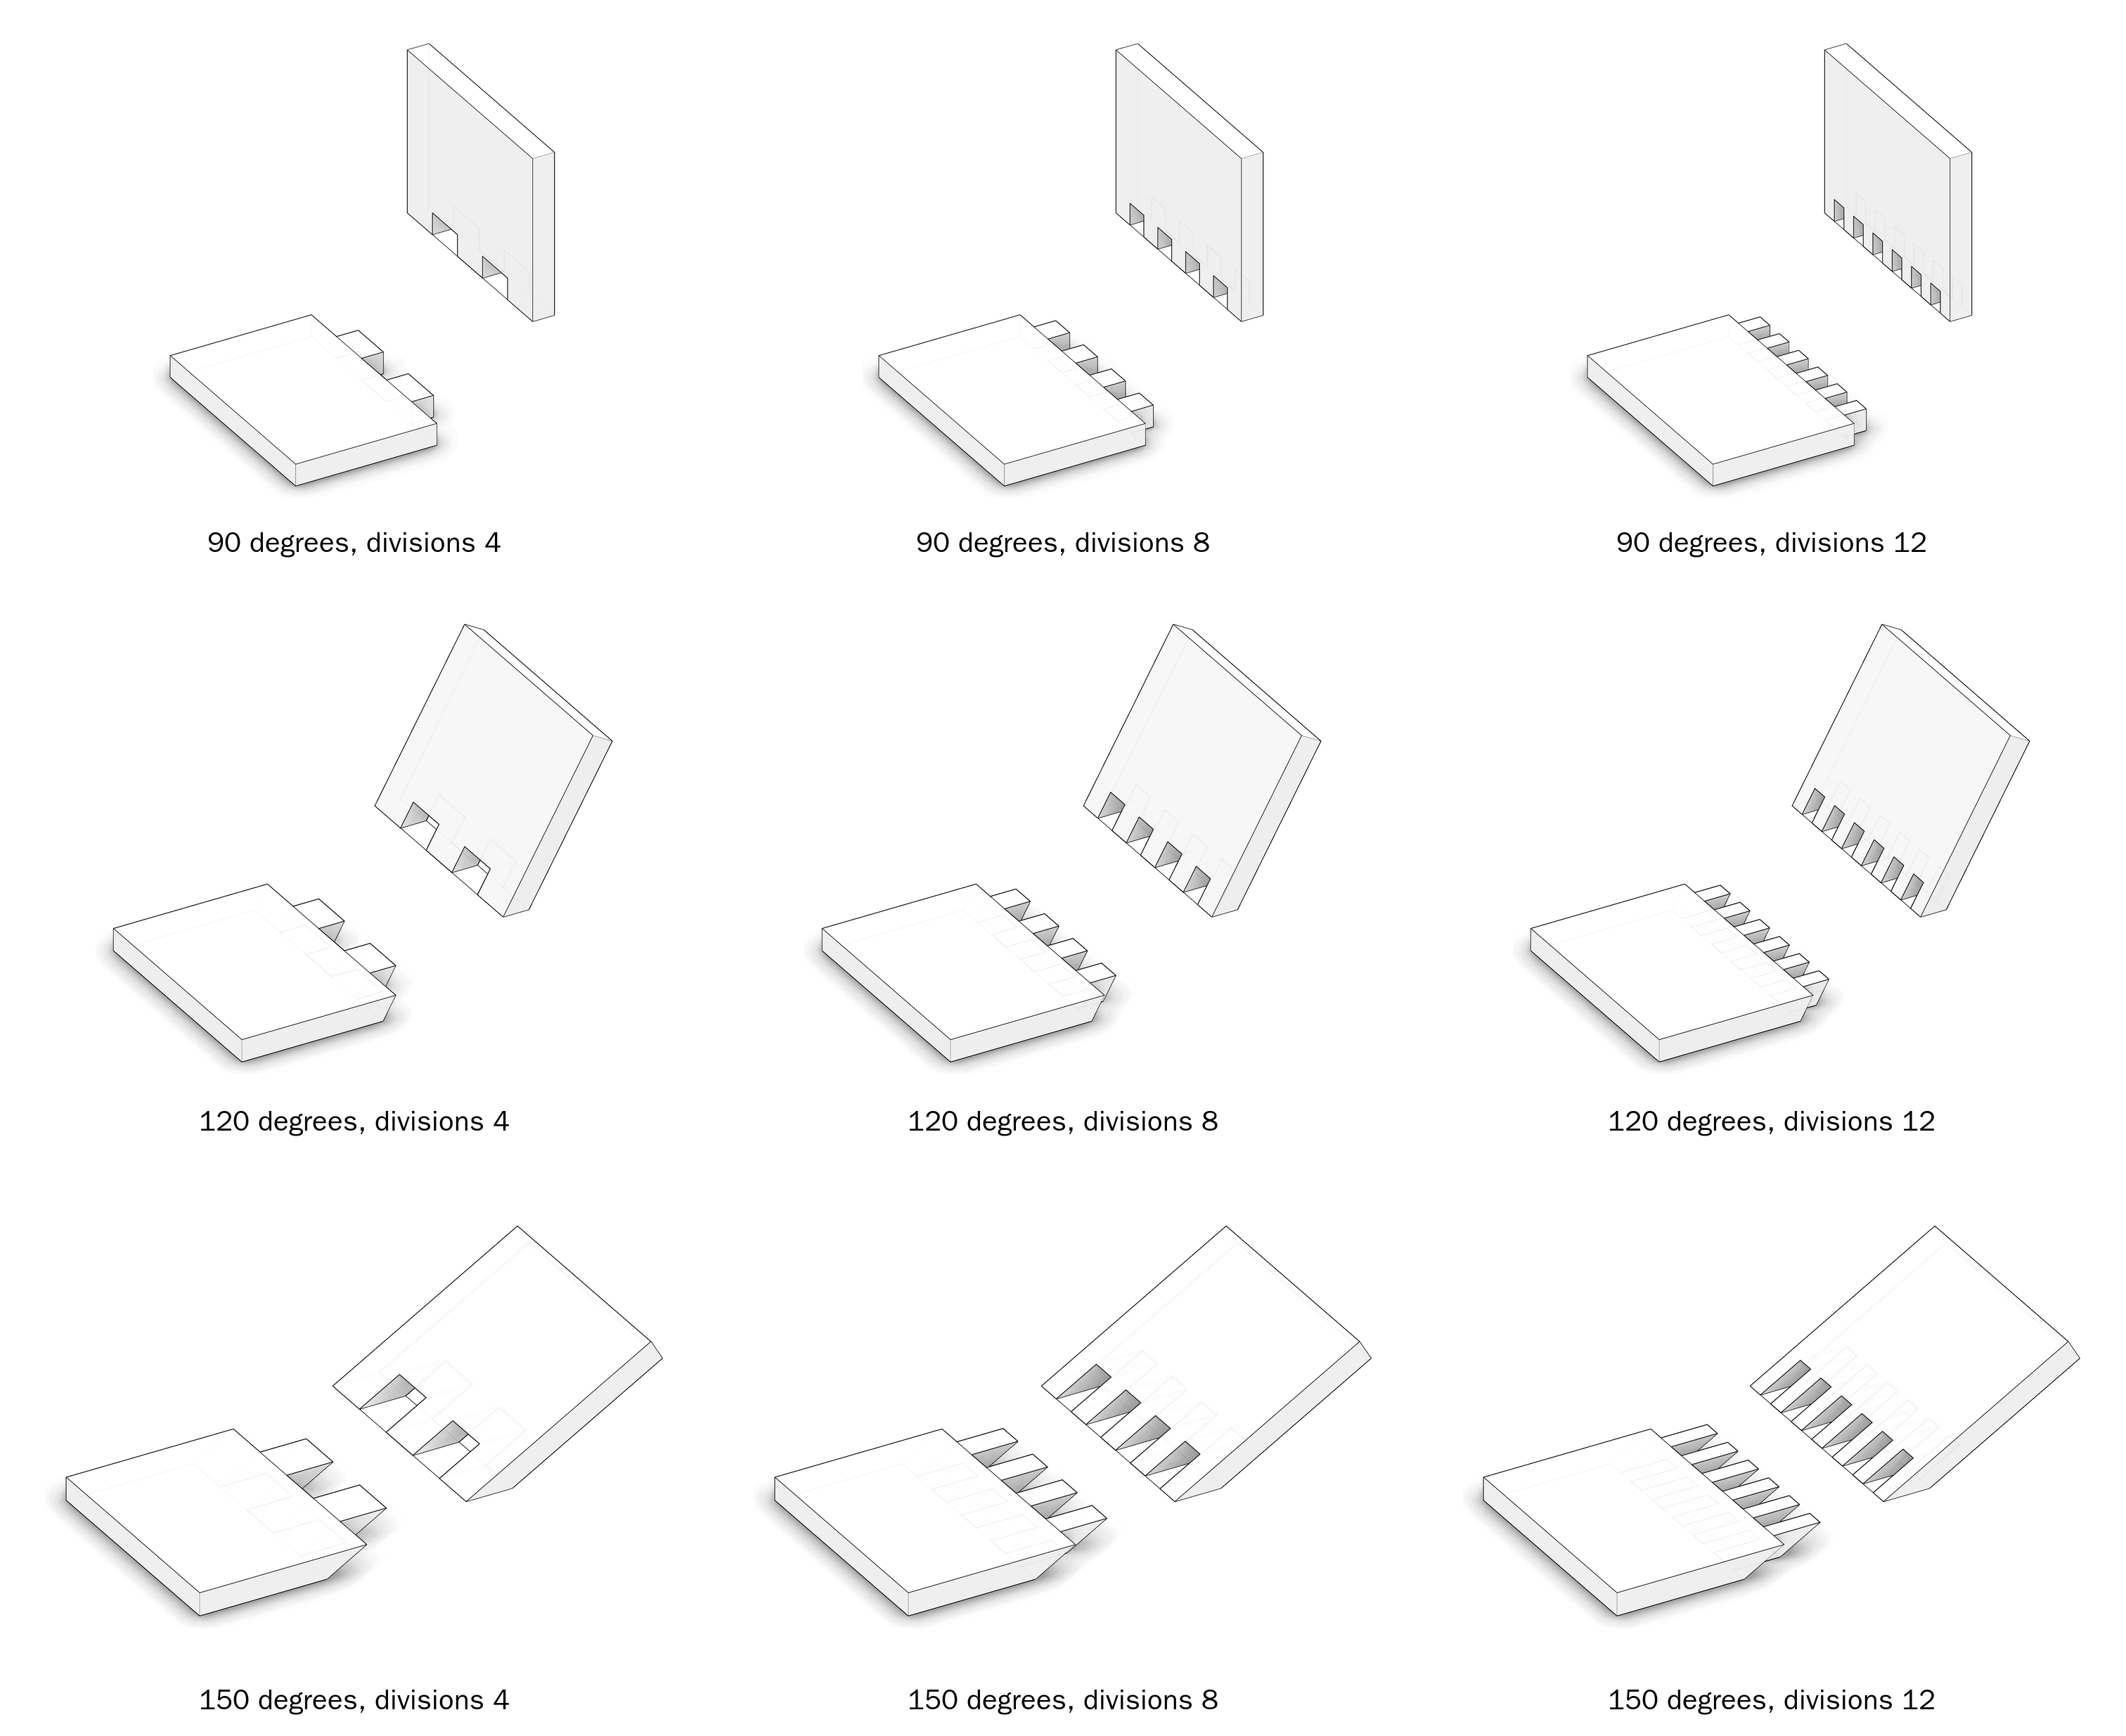 90 degrees, divisions 4
90 degrees, divisions 8
90 degrees, divisions 12
120 degrees, divisions 4
120 degrees, divisions 8
120 degrees, divisions 12
150 degrees, divisions 4
150 degrees, divisions 8
150 degrees, divisions 12